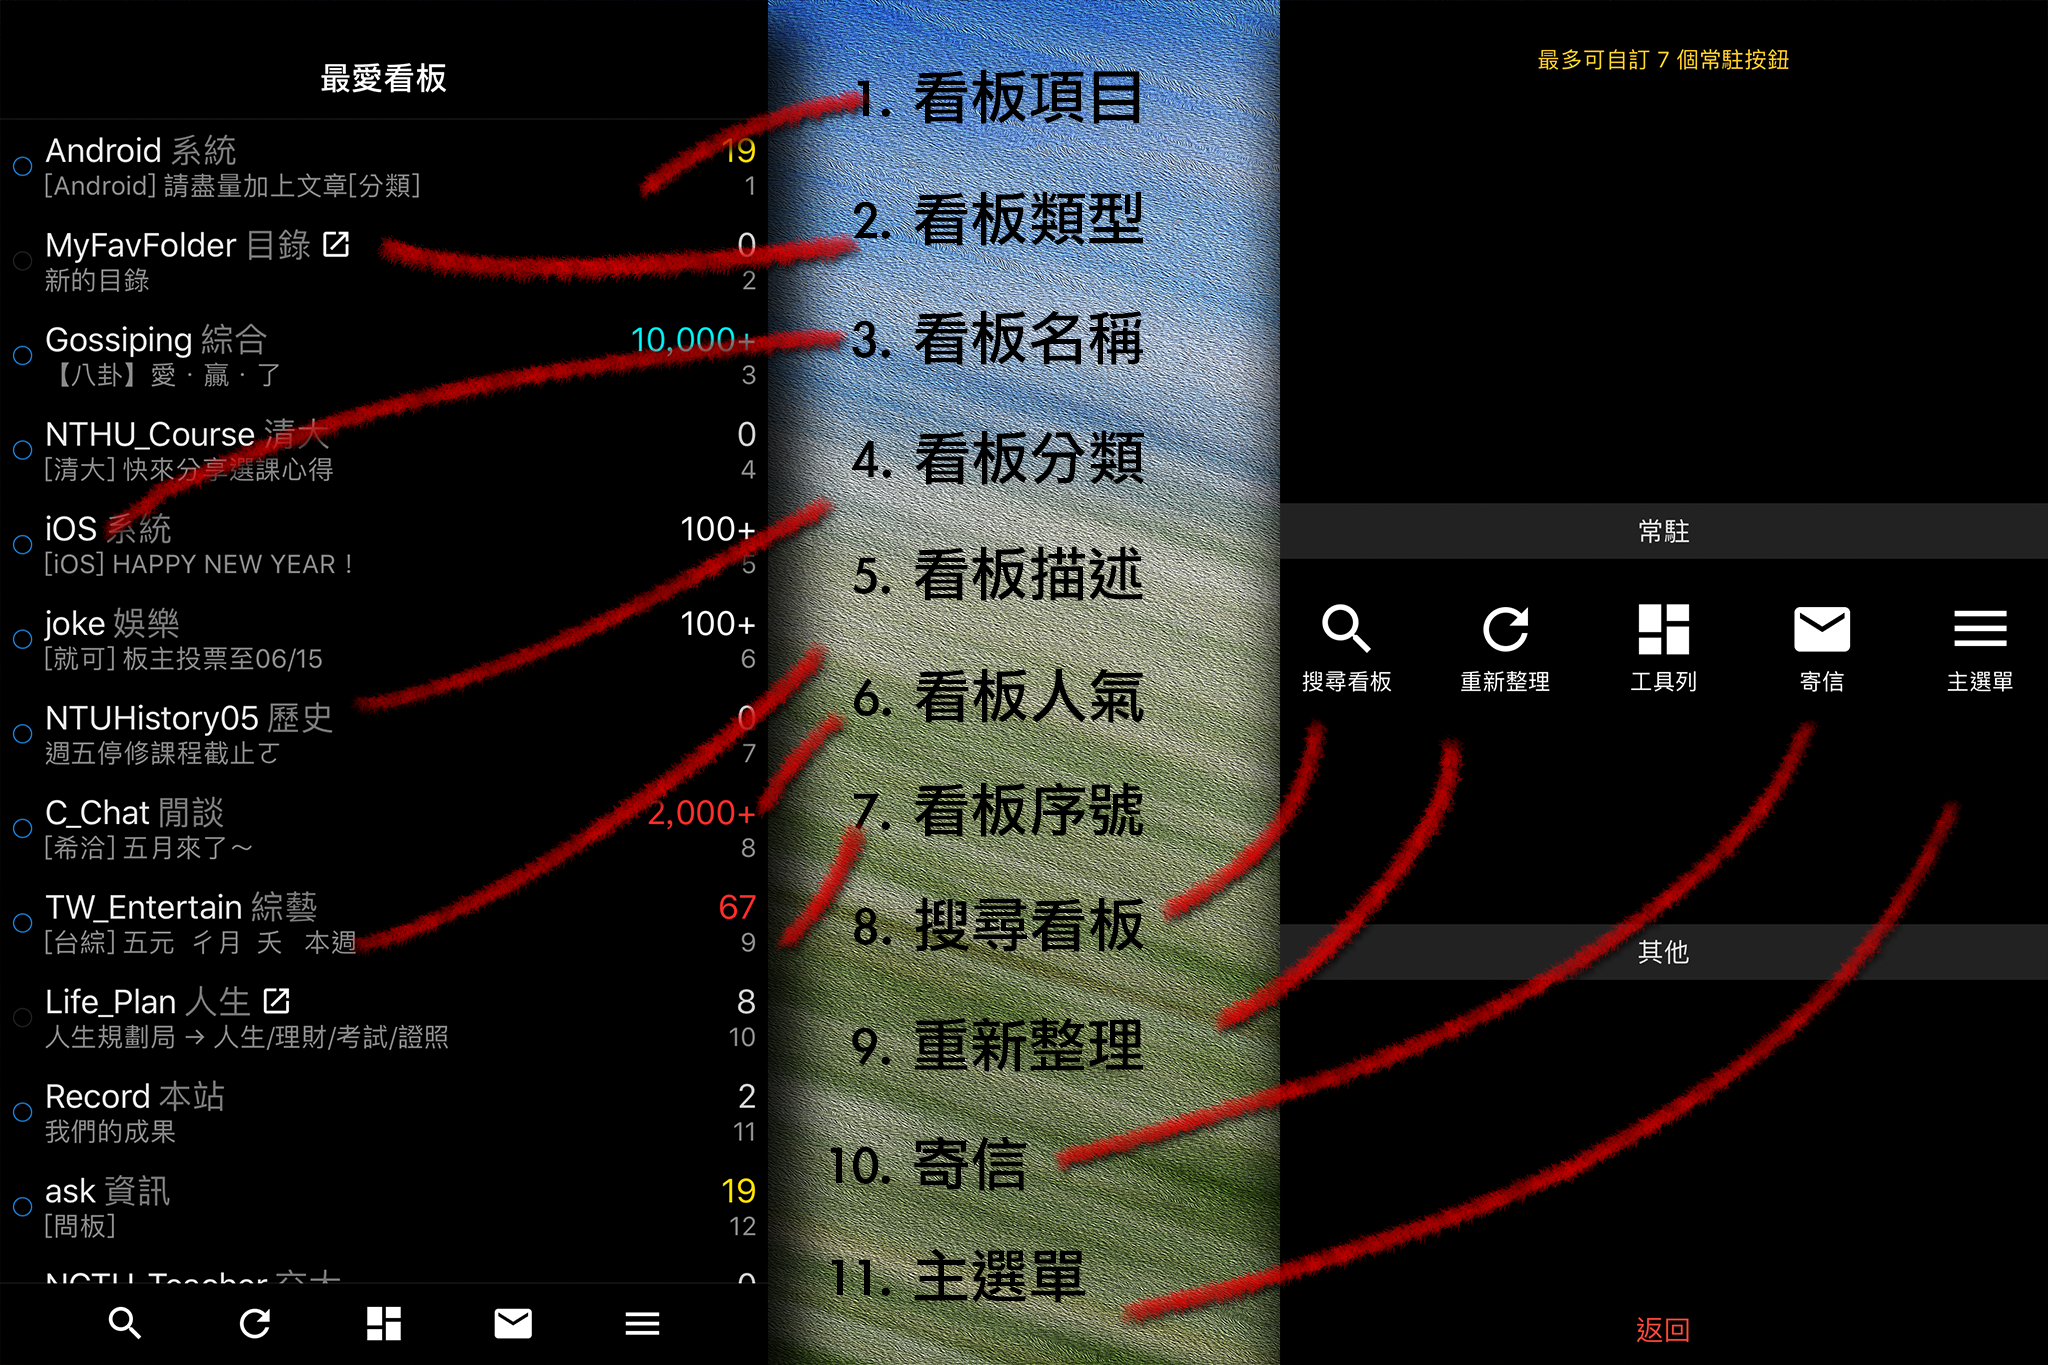 最愛看板
Android 系統
19
[Android] 請盡量加上文章[分類]
1
MyFavFolder 目錄
0
新的目錄
2
Gossiping 綜合
10,000+
【八卦】愛・贏・了
3
NTHU_Course 清大
0
[清大] 快來分享選課心得
4
iOS 系統
100+
[iOS] HAPPY NEW YEAR！
5
joke 娛樂
100+
[就可] 板主投票至06/15
6
NTUHistory05 歷史
0
週五停修課程截止ㄛ
7
C_Chat 閒談
2,000+
[希洽] 五月來了～
8
TW_Entertain 綜藝
67
[台綜] 五元 彳月 天 本週
9
Life_Plan 人生
8
人生規劃局 → 人生/理財/考試/證照
10
Record 本站
2
我們的成果
11
ask 資訊
19
[問板]
12
NCTU_Teacher 交大
0
1. 看板項目
2. 看板類型
3. 看板名稱
4. 看板分類
5. 看板描述
6. 看板人氣
7. 看板序號
8. 搜尋看板
9. 重新整理
10. 寄信
11. 主選單
最多可自訂 7 個常駐按鈕
常駐
搜尋看板
重新整理
工具列
寄信
主選單
其他
返回